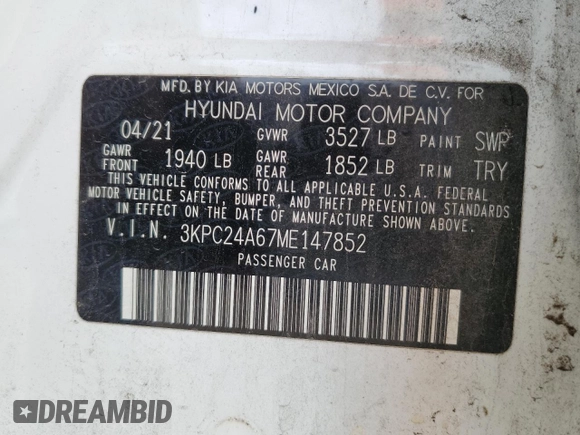 MFD. BY KIA MOTORS MEXICO S.A. DE C.V. FOR
HYUNDAI MOTOR COMPANY
04/21 GVWR 3527 LB PAINT SWP
GAWR FRONT 1940 LB GAWR REAR 1852 LB TRIM TRY
THIS VEHICLE CONFORMS TO ALL APPLICABLE U.S.A. FEDERAL
MOTOR VEHICLE SAFETY, BUMPER, AND THEFT PREVENTION STANDARDS
IN EFFECT ON THE DATE OF MANUFACTURE SHOWN ABOVE.
V.I.N. 3KPC24A67ME147852
PASSENGER CAR
DREAMBID